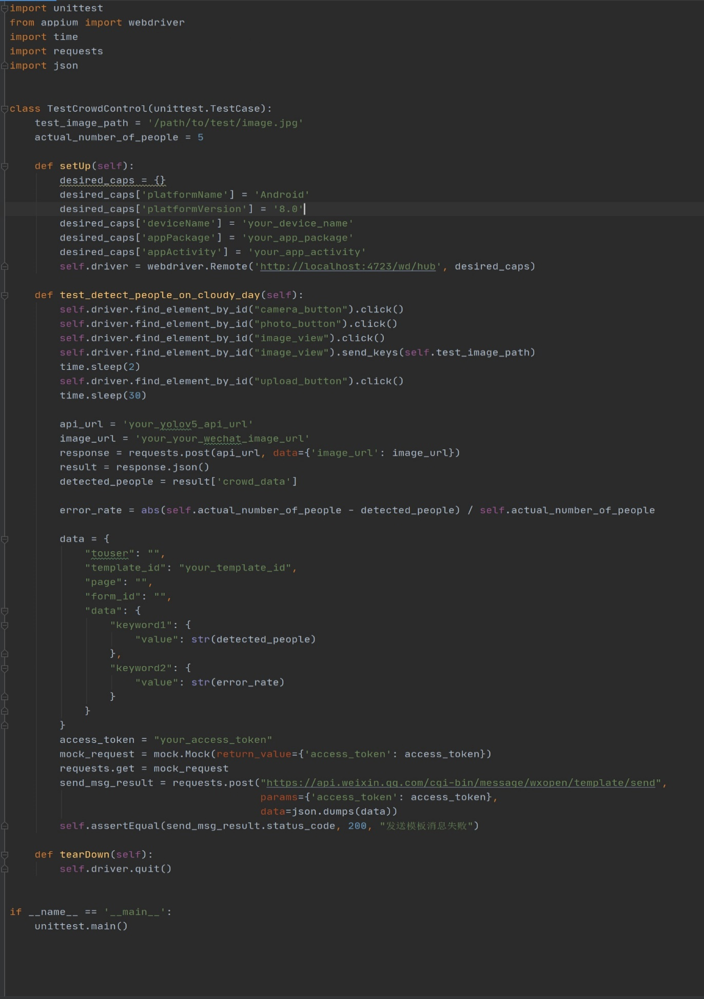 import unittest
from appium import webdriver
import time
import requests
import json
class TestCrowdControl(unittest.TestCase):
    test_image_path = '/path/to/test/image.jpg'
    actual_number_of_people = 5
    def setUp(self):
        desired_caps = {}
        desired_caps['platformName'] = 'Android'
        desired_caps['platformVersion'] = '8.0'
        desired_caps['deviceName'] = 'your_device_name'
        desired_caps['appPackage'] = 'your_app_package'
        desired_caps['appActivity'] = 'your_app_activity'
        self.driver = webdriver.Remote('http://localhost:4723/wd/hub', desired_caps)
    def test_detect_people_on_cloudy_day(self):
        self.driver.find_element_by_id("camera_button").click()
        self.driver.find_element_by_id("photo_button").click()
        self.driver.find_element_by_id("image_view").click()
        self.driver.find_element_by_id("image_view").send_keys(self.test_image_path)
        time.sleep(2)
        self.driver.find_element_by_id("upload_button").click()
        time.sleep(30)
        api_url = 'your_yolov5_api_url'
        image_url = 'your_your_wechat_image_url'
        response = requests.post(api_url, data={'image_url': image_url})
        result = response.json()
        detected_people = result['crowd_data']
        error_rate = abs(self.actual_number_of_people - detected_people) / self.actual_number_of_people
        data = {
            "touser": "",
            "template_id": "your_template_id",
            "page": "",
            "form_id": "",
            "data": {
                "keyword1": {
                    "value": str(detected_people)
                },
                "keyword2": {
                    "value": str(error_rate)
                }
            }
        }
        access_token = "your_access_token"
        mock_request = mock.Mock(return_value={'access_token': access_token})
        requests.get = mock_request
        send_msg_result = requests.post("https://api.weixin.qq.com/cgi-bin/message/wxopen/template/send",
                                        params={'access_token': access_token},
                                        data=json.dumps(data))
        self.assertEqual(send_msg_result.status_code, 200, "发送模板消息失败")
    def tearDown(self):
        self.driver.quit()
if __name__ == '__main__':
    unittest.main()